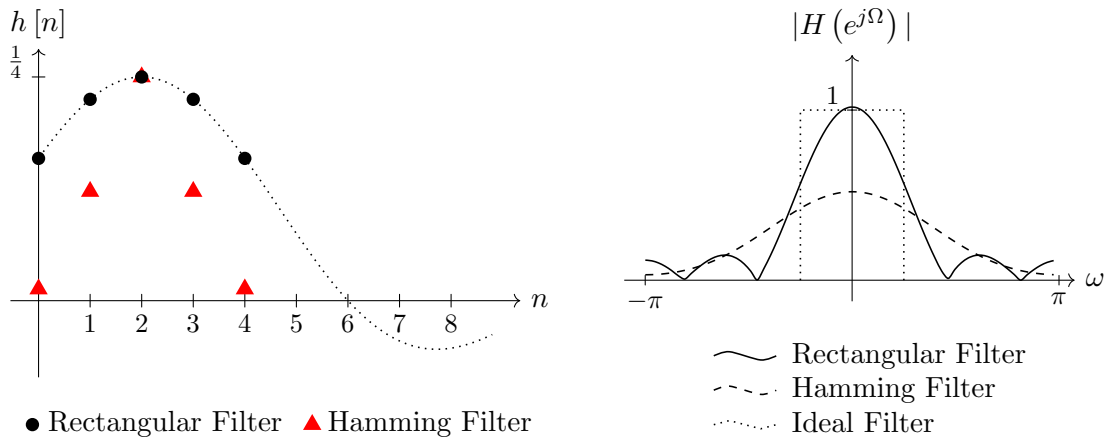 h [n]
1/4
n
1 2 3 4 5 6 7 8
Rectangular Filter Hamming Filter
|H (e^{jΩ}) |
1
ω
−π π
Rectangular Filter
Hamming Filter
Ideal Filter